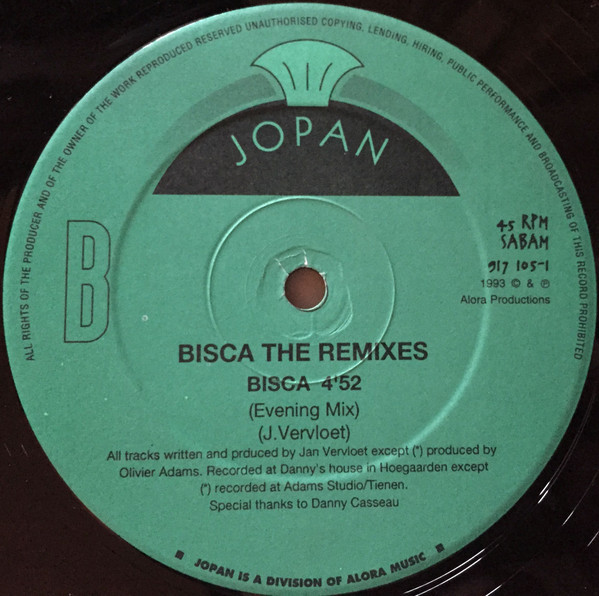 ALL RIGHTS OF THE PRODUCER AND OF THE OWNER OF THE WORK REPRODUCED RESERVED UNAUTHORISED COPYING, LENDING, HIRING, PUBLIC PERFORMANCE AND BROADCASTING OF THIS RECORD PROHIBITED
JOPAN
B
45 RPM
SABAM
917 105-1
1993 © & ℗
Alora Productions
BISCA THE REMIXES
BISCA 4'52
(Evening Mix)
(J.Vervloet)
All tracks written and prduced by Jan Vervloet except (*) produced by
Olivier Adams. Recorded at Danny's house in Hoegaarden except
(*) recorded at Adams Studio/Tienen.
Special thanks to Danny Casseau
■ JOPAN IS A DIVISION OF ALORA MUSIC ■